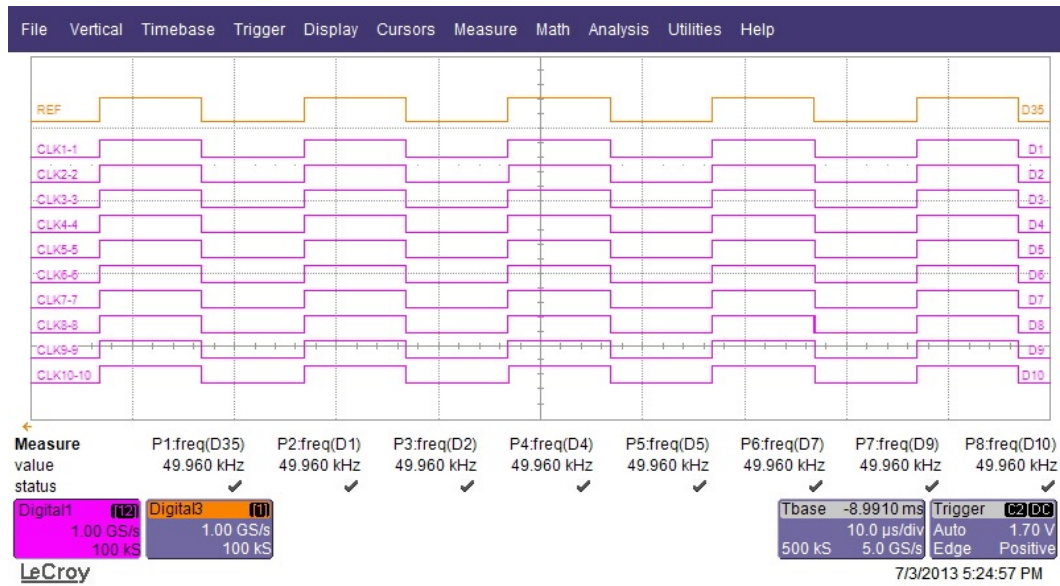 File Vertical Timebase Trigger Display Cursors Measure Math Analysis Utilities Help
REF D35
CLK1-1 D1
CLK2-2 D2
CLK3-3 D3
CLK4-4 D4
CLK5-5 D5
CLK6-6 D6
CLK7-7 D7
CLK8-8 D8
CLK9-9 D9
CLK10-10 D10
Measure P1:freq(D35) P2:freq(D1) P3:freq(D2) P4:freq(D4) P5:freq(D5) P6:freq(D7) P7:freq(D9) P8:freq(D10)
value 49.960 kHz 49.960 kHz 49.960 kHz 49.960 kHz 49.960 kHz 49.960 kHz 49.960 kHz 49.960 kHz
status
Digital1 (12) Digital3 (1) Tbase -8.9910 ms Trigger C2 DC
1.00 GS/s 1.00 GS/s 10.0 µs/div Auto 1.70 V
100 kS 100 kS 500 kS 5.0 GS/s Edge Positive
LeCroy 7/3/2013 5:24:57 PM